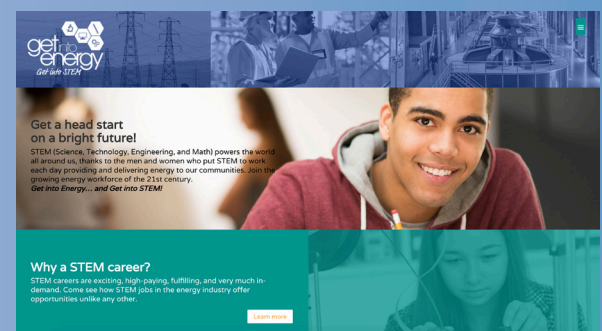 get into
energy
Get into STEM
Get a head start
on a bright future!
STEM (Science, Technology, Engineering, and Math) powers the world
all around us, thanks to the men and women who put STEM to work
each day providing and delivering energy to our communities. Join the
growing energy workforce of the 21st century.
Get into Energy... and Get into STEM!
Why a STEM career?
STEM careers are exciting, high-paying, fulfilling, and very much in-
demand. Come see how STEM jobs in the energy industry offer
opportunities unlike any other.
Learn more